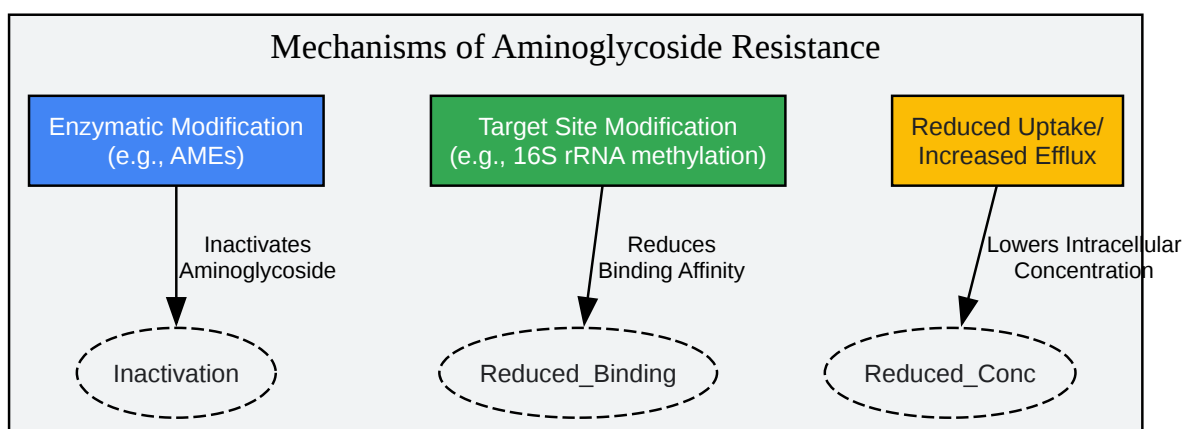 Mechanisms of Aminoglycoside Resistance
Enzymatic Modification
(e.g., AMEs)
Target Site Modification
(e.g., 16S rRNA methylation)
Reduced Uptake/
Increased Efflux
Inactivates
Aminoglycoside
Reduces
Binding Affinity
Lowers Intracellular
Concentration
Inactivation
Reduced_Binding
Reduced_Conc